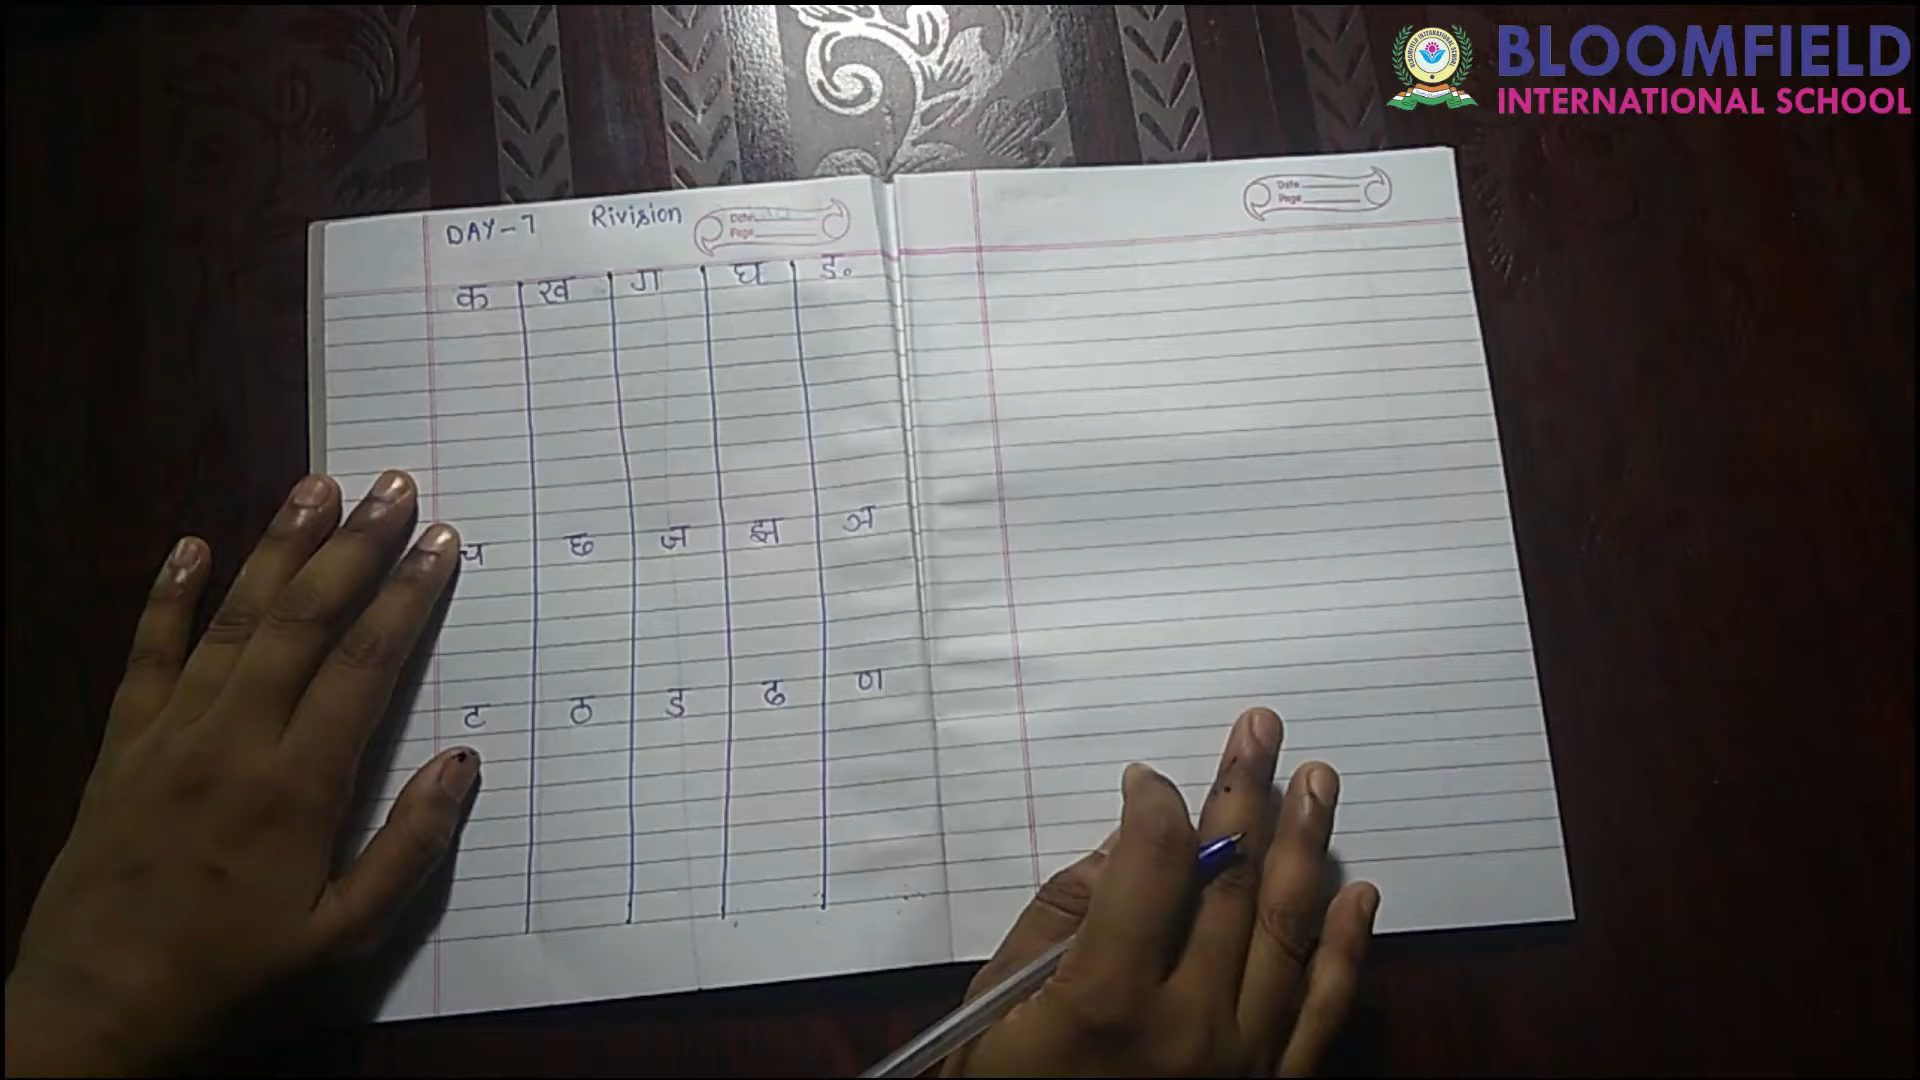 BLOOMFIELD
INTERNATIONAL SCHOOL
DAY-7 Rivision
Date
Page
Date
Page
क ख ग घ ड.
च छ ज झ ञ
ट ठ ड ढ ण